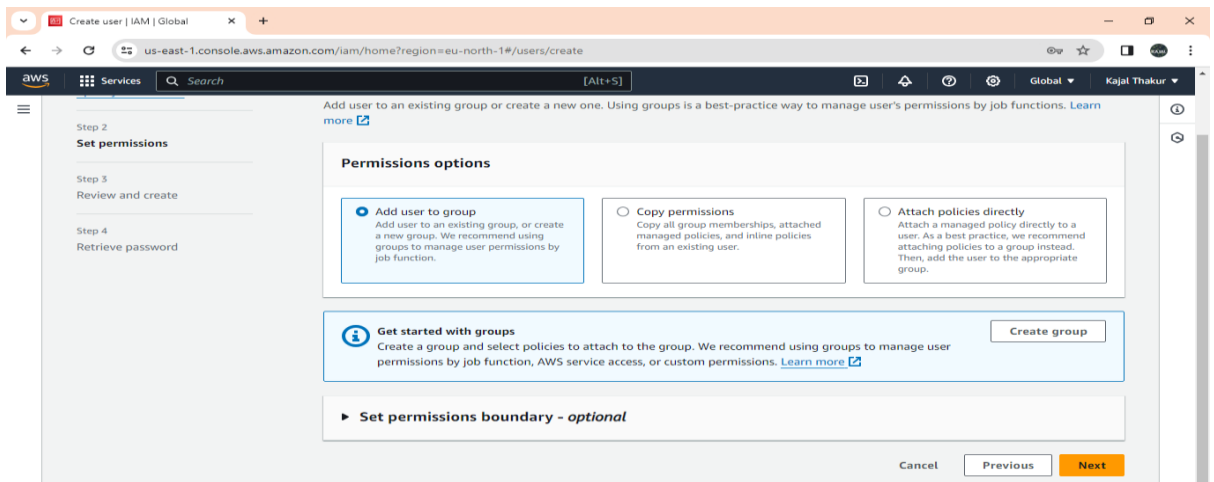 Create user | IAM | Global
us-east-1.console.aws.amazon.com/iam/home?region=eu-north-1#/users/create
aws
Services
Search
[Alt+S]
Global
Kajal Thakur
Add user to an existing group or create a new one. Using groups is a best-practice way to manage user's permissions by job functions. Learn
more
Step 2
Set permissions
Step 3
Review and create
Step 4
Retrieve password
Permissions options
Add user to group
Add user to an existing group, or create
a new group. We recommend using
groups to manage user permissions by
job function.
Copy permissions
Copy all group memberships, attached
managed policies, and inline policies
from an existing user.
Attach policies directly
Attach a managed policy directly to a
user. As a best practice, we recommend
attaching policies to a group instead.
Then, add the user to the appropriate
group.
Get started with groups
Create a group and select policies to attach to the group. We recommend using groups to manage user
permissions by job function, AWS service access, or custom permissions. Learn more
Create group
Set permissions boundary - optional
Cancel
Previous
Next